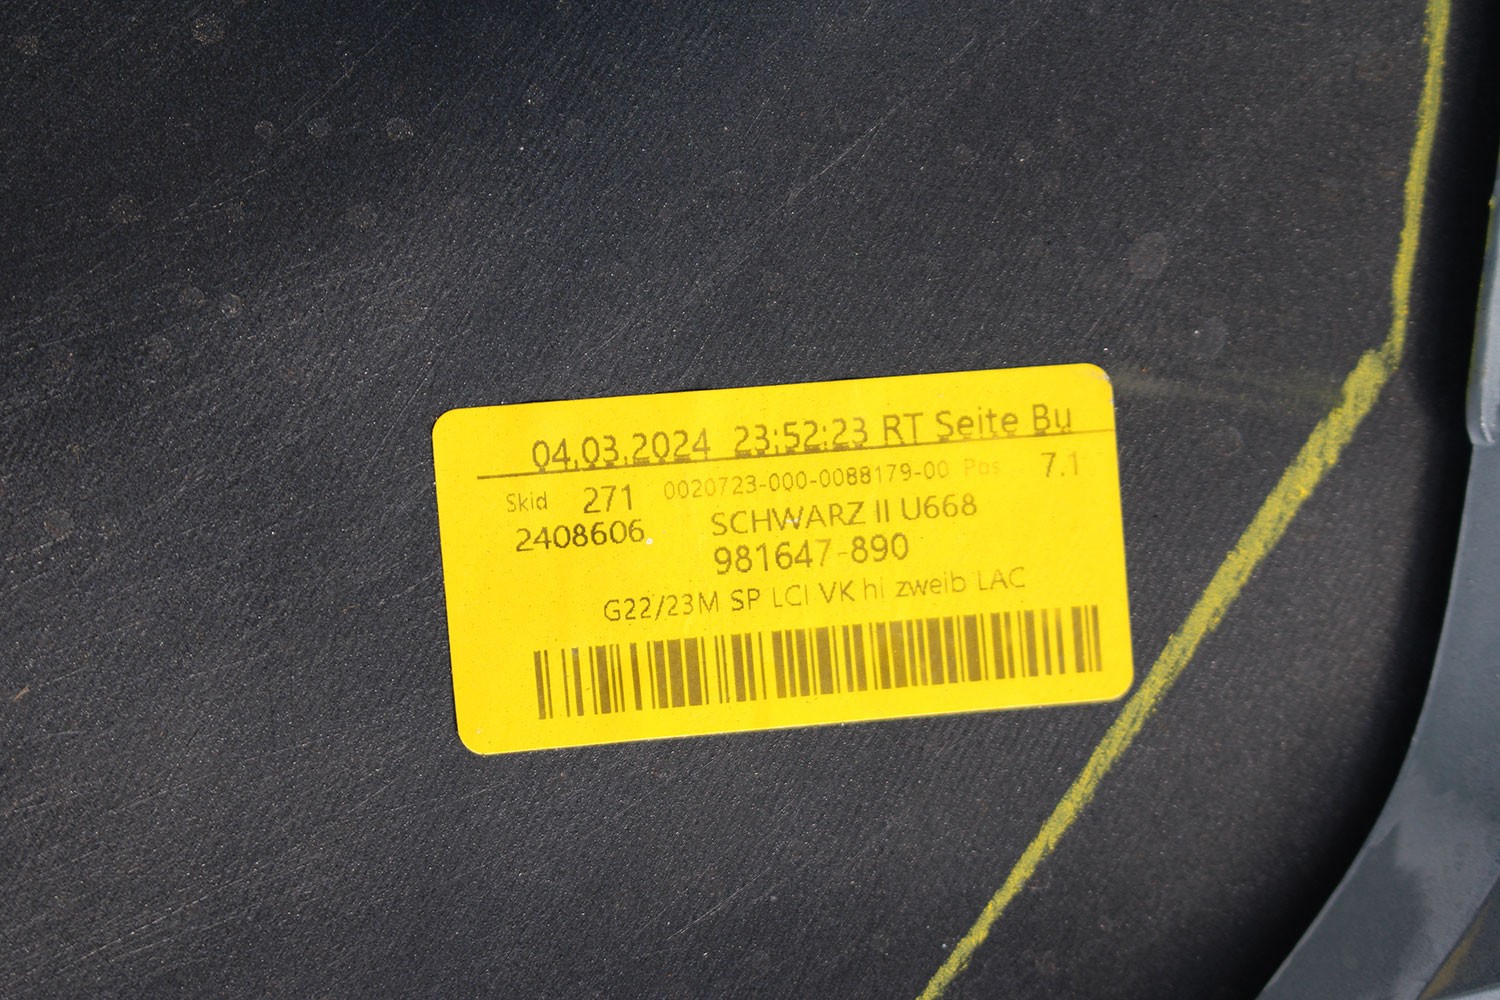 04.03.2024 23:52:23 RT Seite Bu
Skid 271 0020723-000-0088179-00 Pos 7.1
2408606. SCHWARZ II U668
981647-890
G22/23M SP LCI VK hi zweib LAC